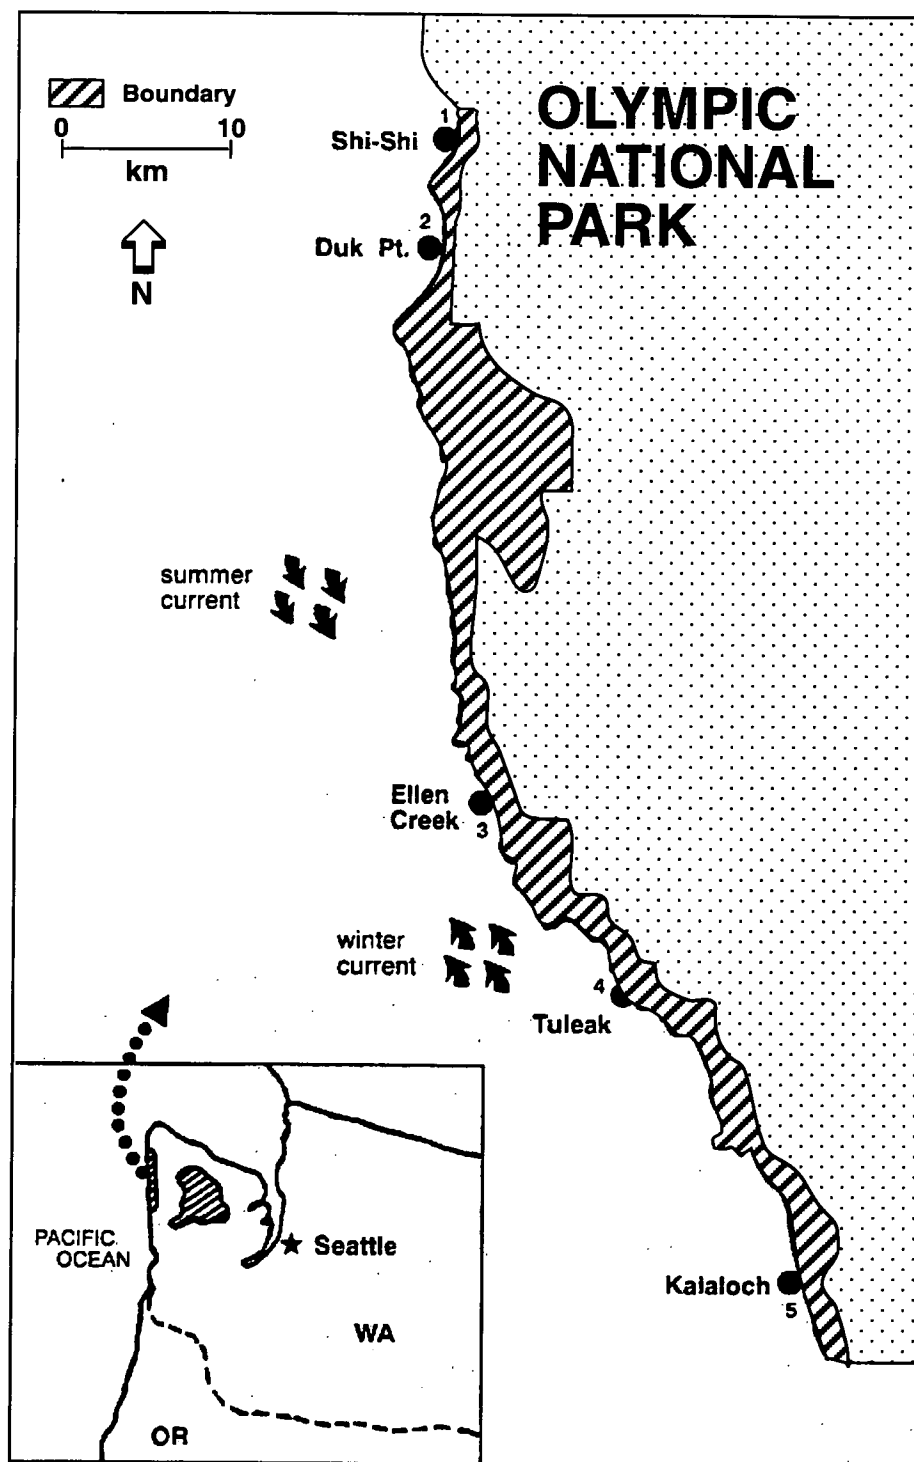 Boundary
0 10
km
N
OLYMPIC
NATIONAL
PARK
1
Shi-Shi
2
Duk Pt.
summer
current
Ellen
Creek
3
winter
current
4
Tuleak
Kalaloch
5
PACIFIC
OCEAN
Seattle
WA
OR